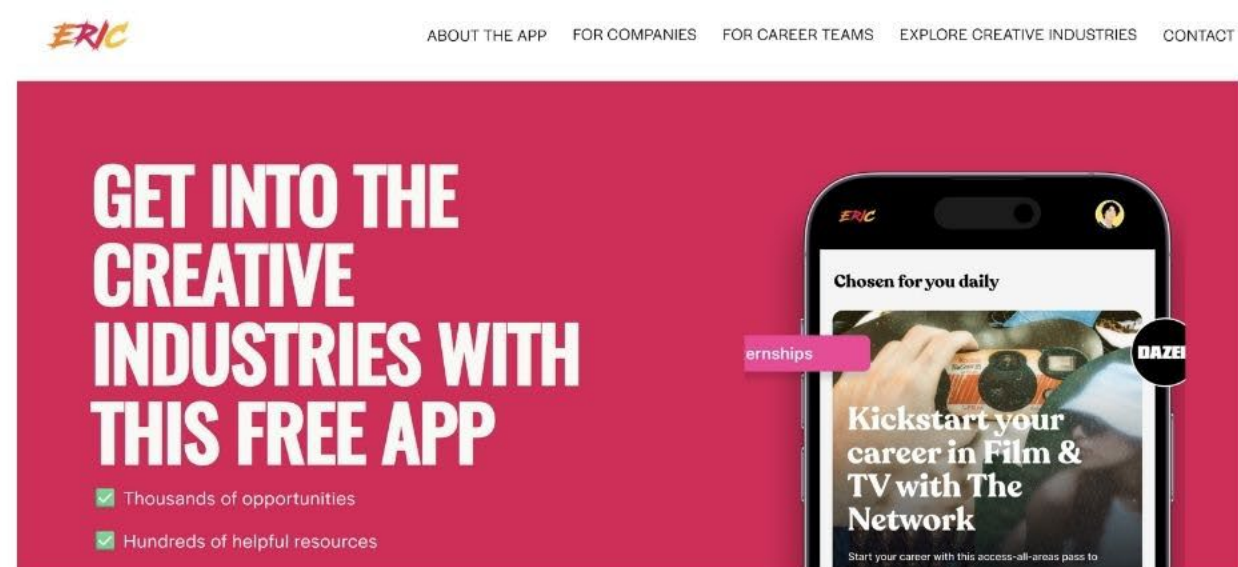 ERIC
ABOUT THE APP FOR COMPANIES FOR CAREER TEAMS EXPLORE CREATIVE INDUSTRIES CONTACT
GET INTO THE
CREATIVE
INDUSTRIES WITH
THIS FREE APP
✅ Thousands of opportunities
✅ Hundreds of helpful resources
ERIC
Chosen for you daily
ernships
DAZE
Kickstart your
career in Film &
TV with The
Network
Start your career with this access-all-areas pass to